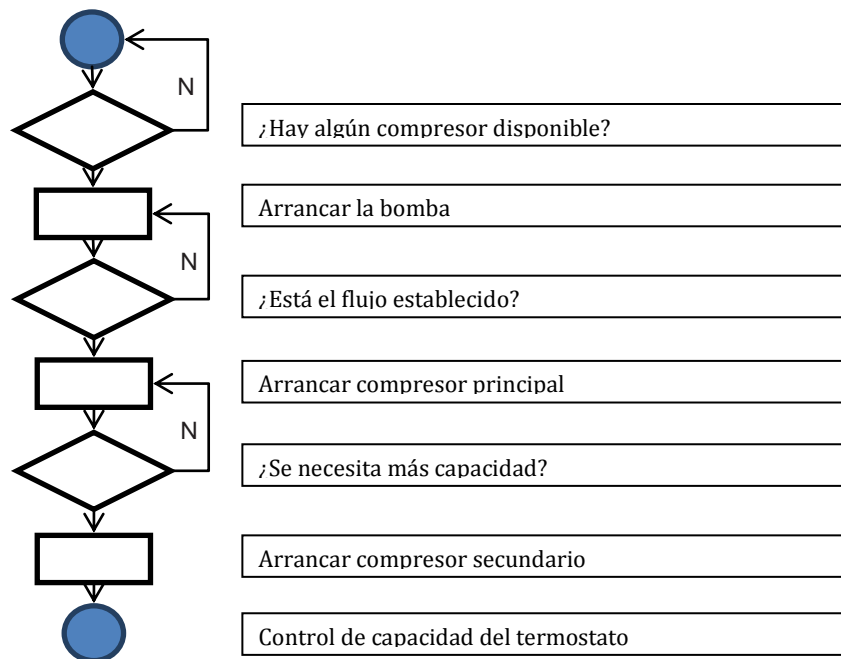 N
¿Hay algún compresor disponible?
Arrancar la bomba
N
¿Está el flujo establecido?
Arrancar compresor principal
N
¿Se necesita más capacidad?
Arrancar compresor secundario
Control de capacidad del termostato